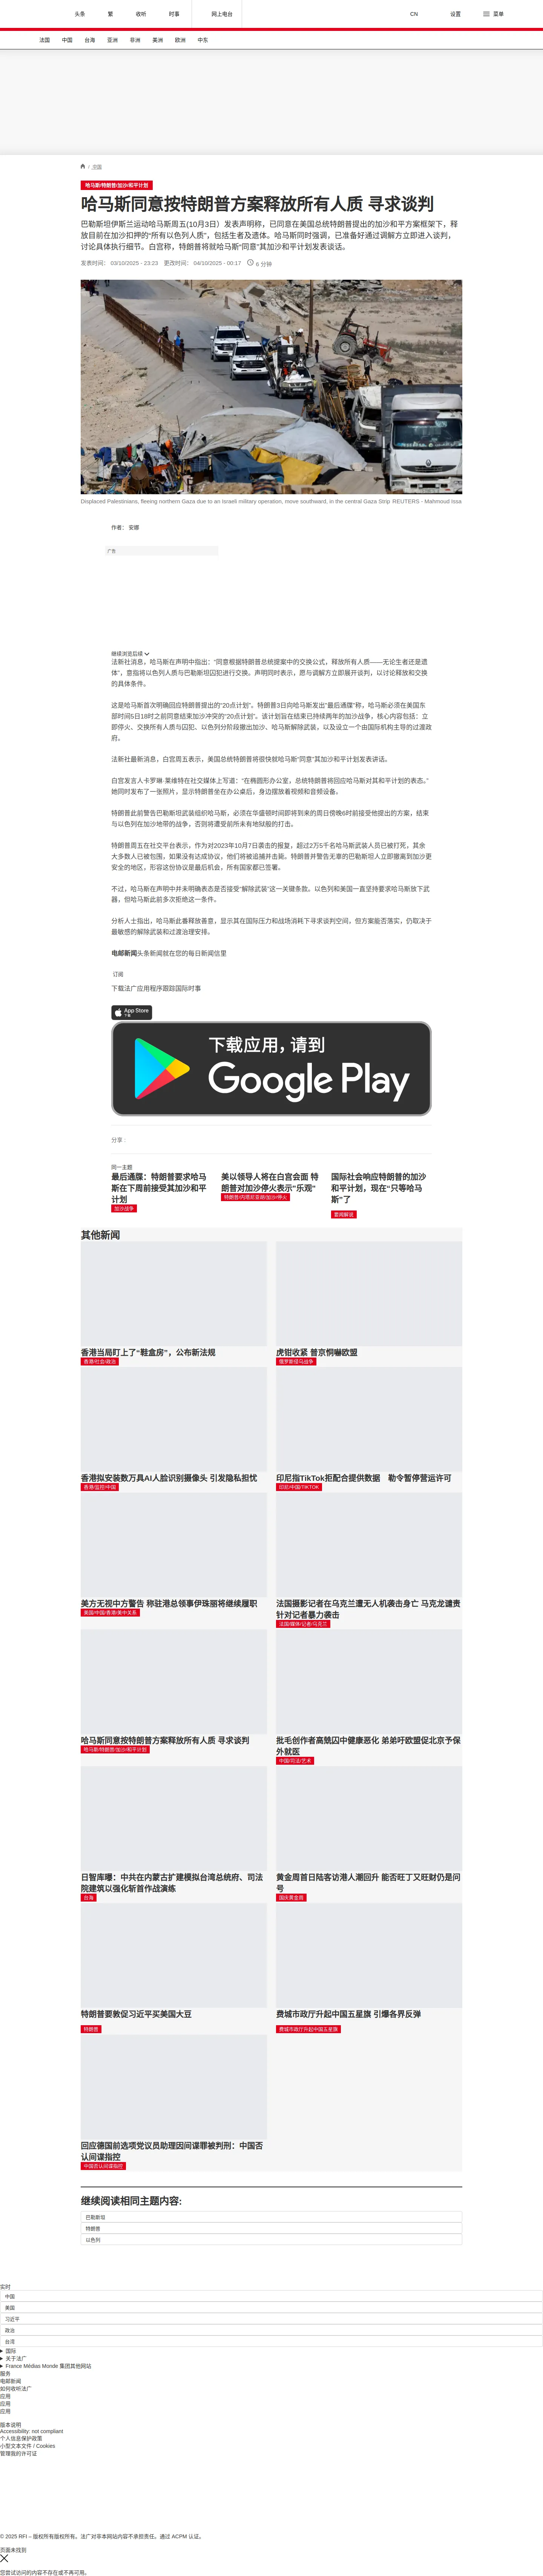 头条
繁
收听
时事
网上电台
CN
设置
菜单
法国
中国
台海
亚洲
非洲
美洲
欧洲
中东
/ 国际
哈马斯/特朗普/加沙/和平计划
哈马斯同意按特朗普方案释放所有人质 寻求谈判
巴勒斯坦伊斯兰运动哈马斯周五(10月3日）发表声明称，已同意在美国总统特朗普提出的加沙和平方案框架下，释
放目前在加沙扣押的“所有以色列人质”，包括生者及遗体。哈马斯同时强调，已准备好通过调解方立即进入谈判，
讨论具体执行细节。白宫称，特朗普将就哈马斯“同意”其加沙和平计划发表谈话。
发表时间： 03/10/2025 - 23:23 更改时间： 04/10/2025 - 00:17 6 分钟
Displaced Palestinians, fleeing northern Gaza due to an Israeli military operation, move southward, in the central Gaza Strip REUTERS - Mahmoud Issa
作者： 安娜
广告
继续浏览后续
法新社消息，哈马斯在声明中指出：“同意根据特朗普总统提案中的交换公式，释放所有人质——无论生者还是遗
体”，意指将以色列人质与巴勒斯坦囚犯进行交换。声明同时表示，愿与调解方立即展开谈判，以讨论释放和交换
的具体条件。
这是哈马斯首次明确回应特朗普提出的“20点计划”。特朗普3日向哈马斯发出“最后通牒”称，哈马斯必须在美国东
部时间5日18时之前同意结束加沙冲突的“20点计划”。该计划旨在结束已持续两年的加沙战争，核心内容包括：立
即停火、交换所有人质与囚犯、以色列分阶段撤出加沙、哈马斯解除武装，以及设立一个由国际机构主导的过渡政
府。
法新社最新消息，白宫周五表示，美国总统特朗普将很快就哈马斯“同意”其加沙和平计划发表讲话。
白宫发言人卡罗琳·莱维特在社交媒体上写道：“在椭圆形办公室，总统特朗普将回应哈马斯对其和平计划的表态。”
她同时发布了一张照片，显示特朗普坐在办公桌后，身边摆放着视频和音频设备。
特朗普此前警告巴勒斯坦武装组织哈马斯，必须在华盛顿时间即将到来的周日傍晚6时前接受他提出的方案，结束
与以色列在加沙地带的战争，否则将遭受前所未有地狱般的打击。
特朗普周五在社交平台表示，作为对2023年10月7日袭击的报复，超过2万5千名哈马斯武装人员已被打死，其余
大多数人已被包围，如果没有达成协议，他们将被追捕并击毙。特朗普并警告无辜的巴勒斯坦人立即撤离到加沙更
安全的地区，形容这份协议是最后机会，所有国家都已签署。
不过，哈马斯在声明中并未明确表态是否接受“解除武装”这一关键条款。以色列和美国一直坚持要求哈马斯放下武
器，但哈马斯此前多次拒绝这一条件。
分析人士指出，哈马斯此番释放善意，显示其在国际压力和战场消耗下寻求谈判空间，但方案能否落实，仍取决于
最敏感的解除武装和过渡治理安排。
电邮新闻头条新闻就在您的每日新闻信里
订阅
下载法广应用程序跟踪国际时事
App Store
下载
下载应用，请到
Google Play
分享 :
同一主题
最后通牒：特朗普要求哈马
斯在下周前接受其加沙和平
计划
加沙战争
美以领导人将在白宫会面 特
朗普对加沙停火表示“乐观”
特朗普/内塔尼亚胡/加沙/停火
国际社会响应特朗普的加沙
和平计划，现在“只等哈马
斯”了
要闻解说
其他新闻
香港当局盯上了“鞋盒房”，公布新法规
香港/社会/政治
虎钳收紧 普京恫嚇欧盟
俄罗斯侵乌战争
香港拟安装数万具AI人脸识别摄像头 引发隐私担忧
香港/监控/中国
印尼指TikTok拒配合提供数据　勒令暂停营运许可
印尼/中国/TIKTOK
美方无视中方警告 称驻港总领事伊珠丽将继续履职
美国/中国/香港/美中关系
法国摄影记者在乌克兰遭无人机袭击身亡 马克龙谴责
针对记者暴力袭击
法国/媒体/记者/乌克兰
哈马斯同意按特朗普方案释放所有人质 寻求谈判
哈马斯/特朗普/加沙/和平计划
批毛创作者高兟囚中健康恶化 弟弟吁欧盟促北京予保
外就医
中国/司法/艺术
日智库曝：中共在内蒙古扩建模拟台湾总统府、司法
院建筑以强化斩首作战演练
台海
黄金周首日陆客访港人潮回升 能否旺丁又旺财仍是问
号
国庆黄金周
特朗普要敦促习近平买美国大豆
特朗普
费城市政厅升起中国五星旗 引爆各界反弹
费城市政厅升起中国五星旗
回应德国前选项党议员助理因间谍罪被判刑：中国否
认间谍指控
中国否认间谍指控
继续阅读相同主题内容:
巴勒斯坦
特朗普
以色列
实时
中国
美国
习近平
政治
台湾
国际
关于法广
France Médias Monde 集团其他网站
服务
电邮新闻
如何收听法广
应用
应用
应用
版本说明
Accessibility: not compliant
个人信息保护政策
小型文本文件 / Cookies
管理我的许可证
© 2025 RFI – 版权所有版权所有。法广对非本网站内容不承担责任。通过 ACPM 认证。
页面未找到
您尝试访问的内容不存在或不再可用。